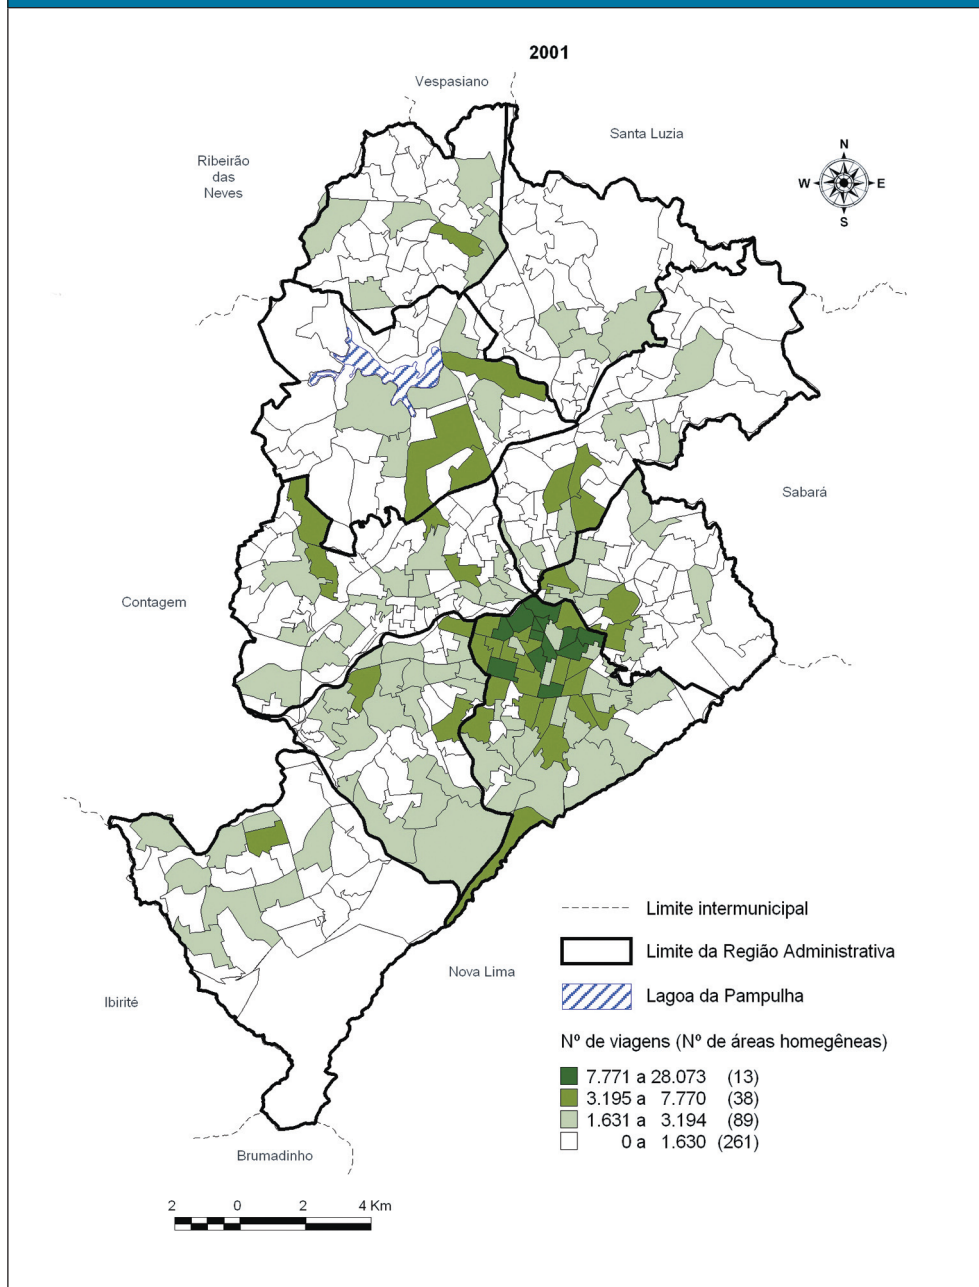 2001
Vespasiano
Santa Luzia
Ribeirão
das
Neves
N
W E
S
Sabará
Contagem
Limite intermunicipal
Limite da Região Administrativa
Nova Lima
Lagoa da Pampulha
Ibirité
Nº de viagens (Nº de áreas homegêneas)
7.771 a 28.073 (13)
3.195 a 7.770 (38)
1.631 a 3.194 (89)
0 a 1.630 (261)
Brumadinho
2 0 2 4 Km